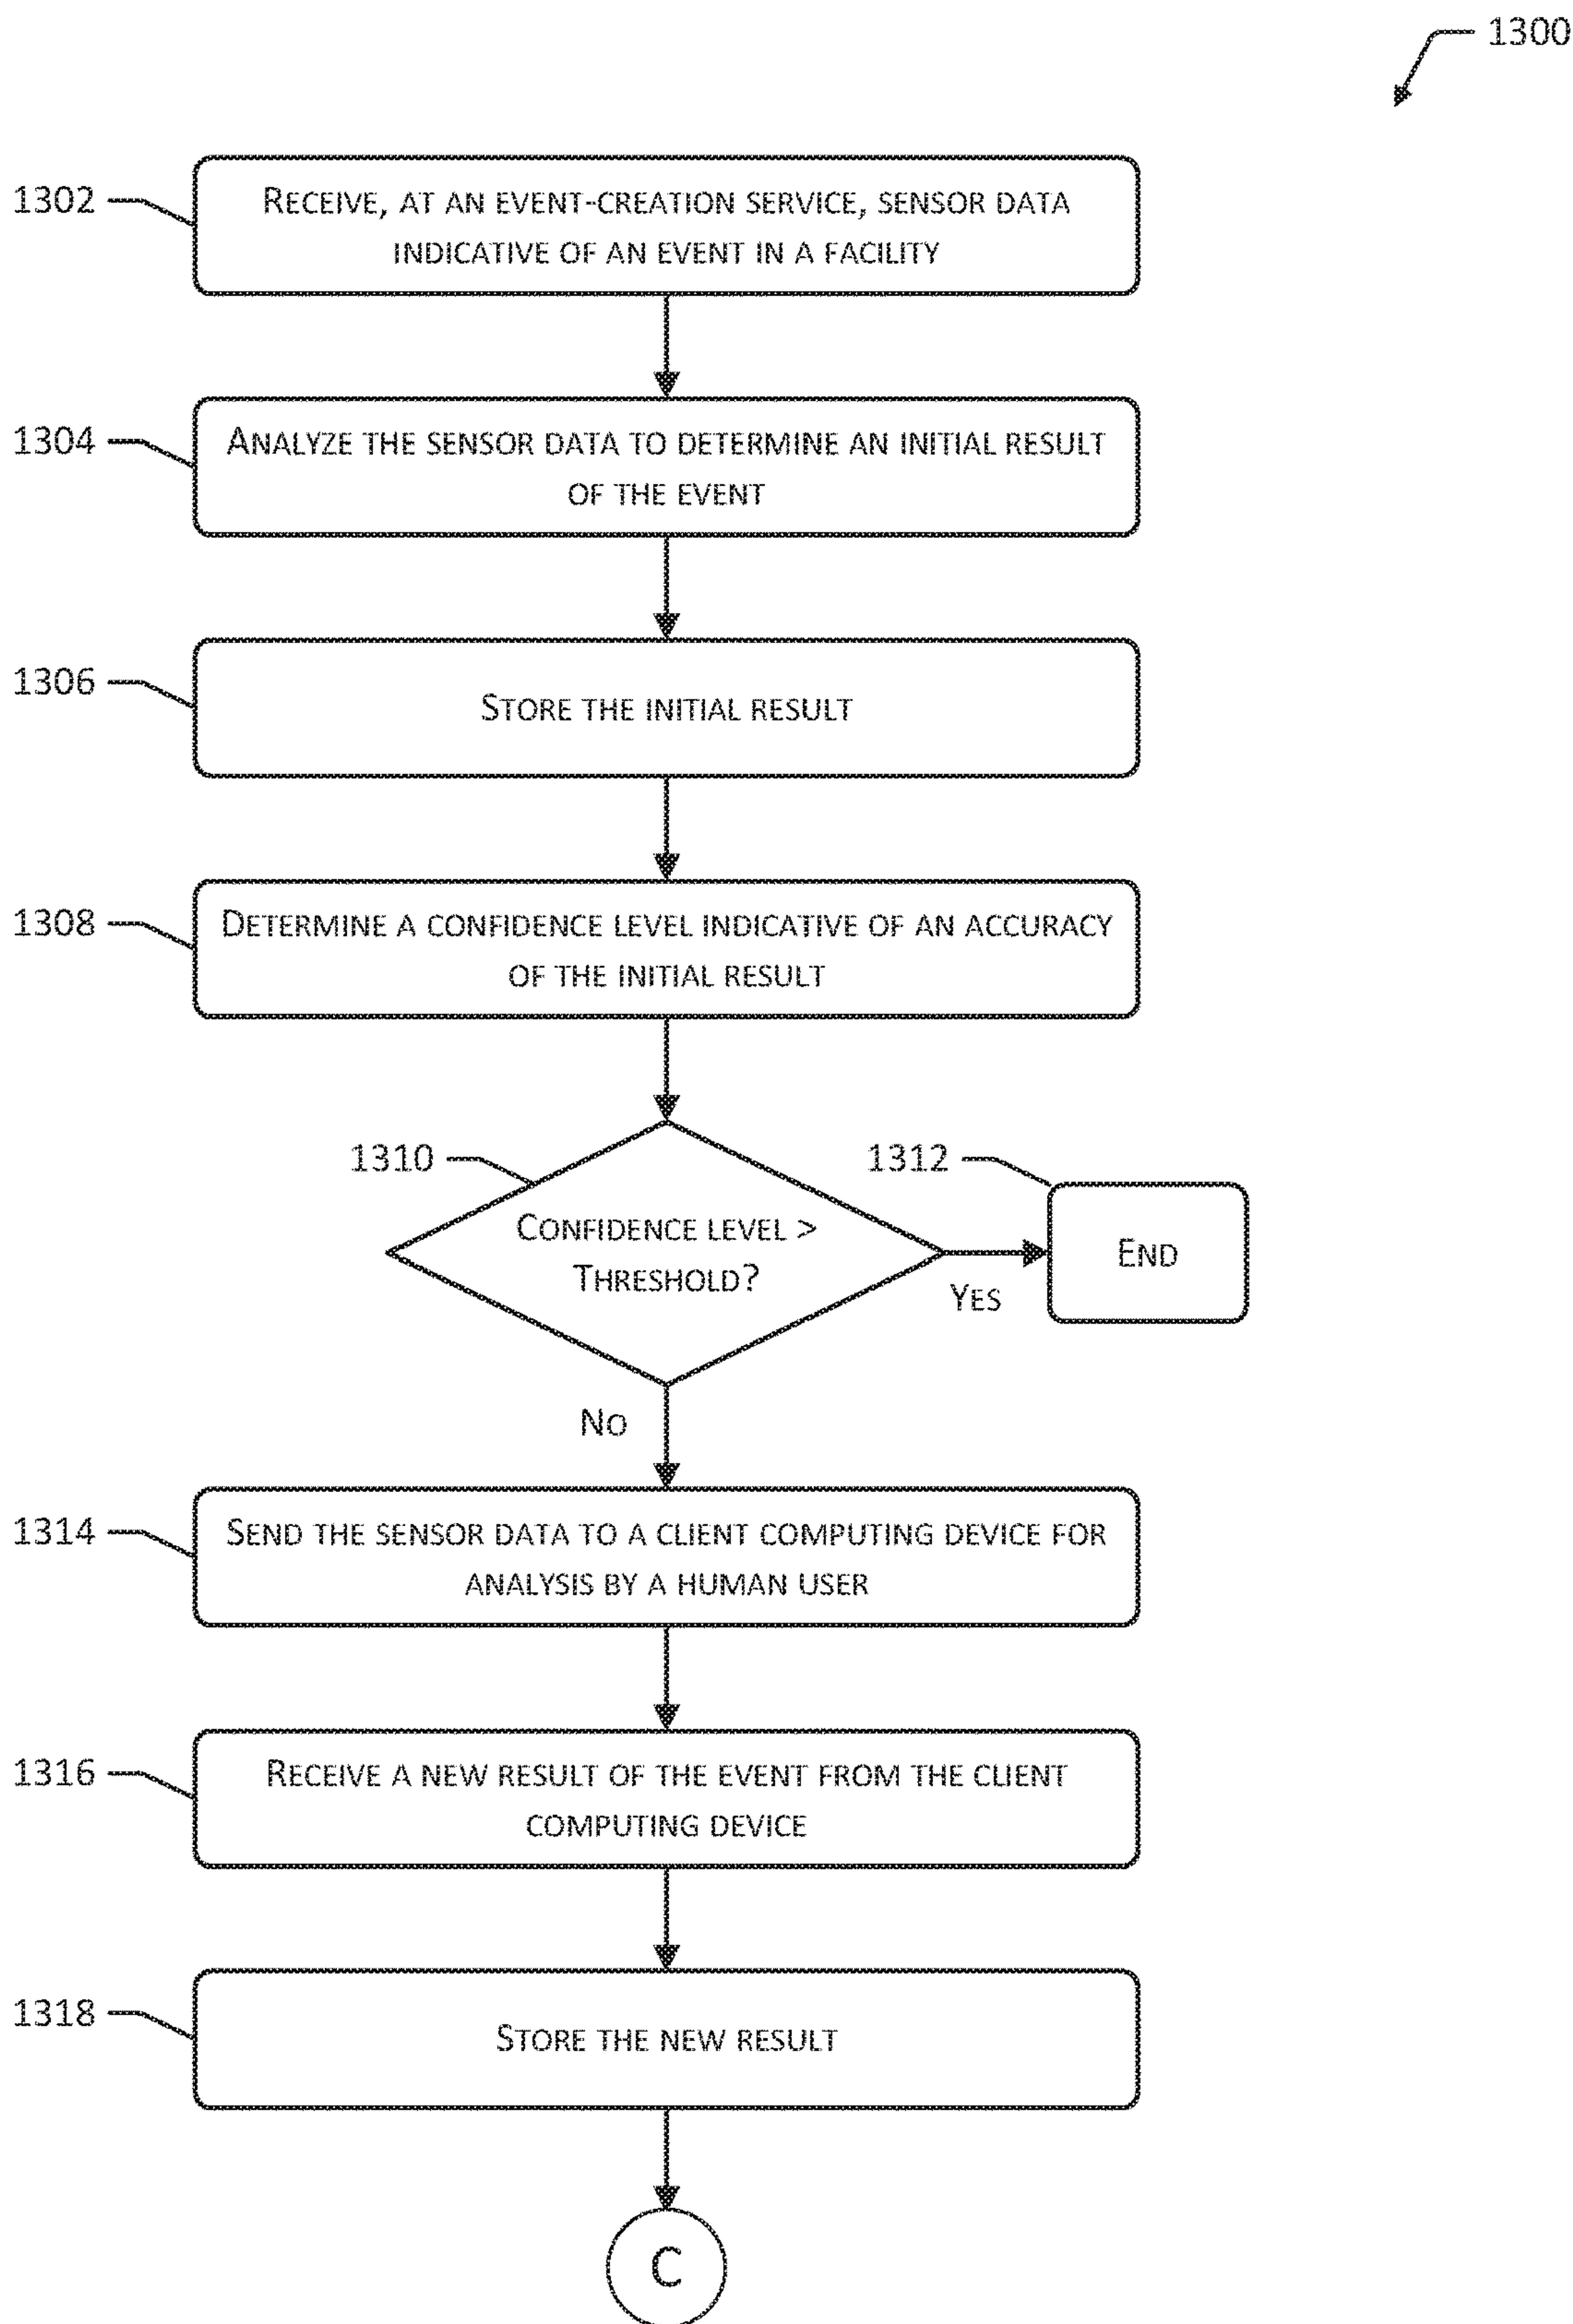 1300
1302
RECEIVE, AT AN EVENT-CREATION SERVICE, SENSOR DATA
INDICATIVE OF AN EVENT IN A FACILITY
1304
ANALYZE THE SENSOR DATA TO DETERMINE AN INITIAL RESULT
OF THE EVENT
1306
STORE THE INITIAL RESULT
1308
DETERMINE A CONFIDENCE LEVEL INDICATIVE OF AN ACCURACY
OF THE INITIAL RESULT
1310
CONFIDENCE LEVEL >
THRESHOLD?
1312
END
YES
NO
1314
SEND THE SENSOR DATA TO A CLIENT COMPUTING DEVICE FOR
ANALYSIS BY A HUMAN USER
1316
RECEIVE A NEW RESULT OF THE EVENT FROM THE CLIENT
COMPUTING DEVICE
1318
STORE THE NEW RESULT
C